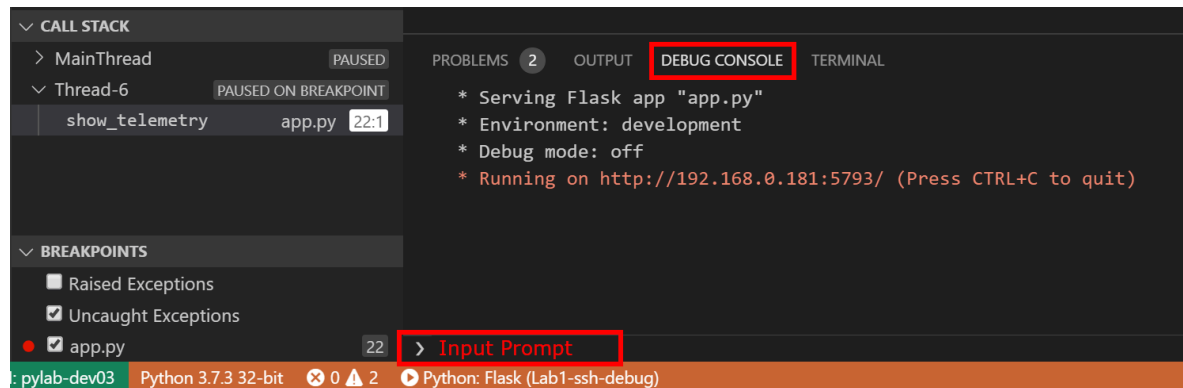 CALL STACK
MainThread PAUSED
Thread-6 PAUSED ON BREAKPOINT
show_telemetry app.py 22:1
BREAKPOINTS
Raised Exceptions
Uncaught Exceptions
app.py 22
PROBLEMS 2 OUTPUT DEBUG CONSOLE TERMINAL
* Serving Flask app "app.py"
* Environment: development
* Debug mode: off
* Running on http://192.168.0.181:5793/ (Press CTRL+C to quit)
> Input Prompt
: pylab-dev03 Python 3.7.3 32-bit 0 2 Python: Flask (Lab1-ssh-debug)